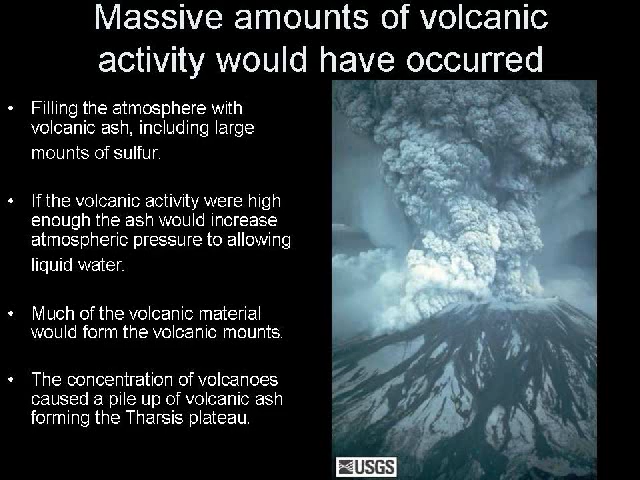 Massive amounts of volcanic
activity would have occurred
• Filling the atmosphere with
volcanic ash, including large
mounts of sulfur.
• If the volcanic activity were high
enough the ash would increase
atmospheric pressure to allowing
liquid water.
• Much of the volcanic material
would form the volcanic mounts.
• The concentration of volcanoes
caused a pile up of volcanic ash
forming the Tharsis plateau.
USGS